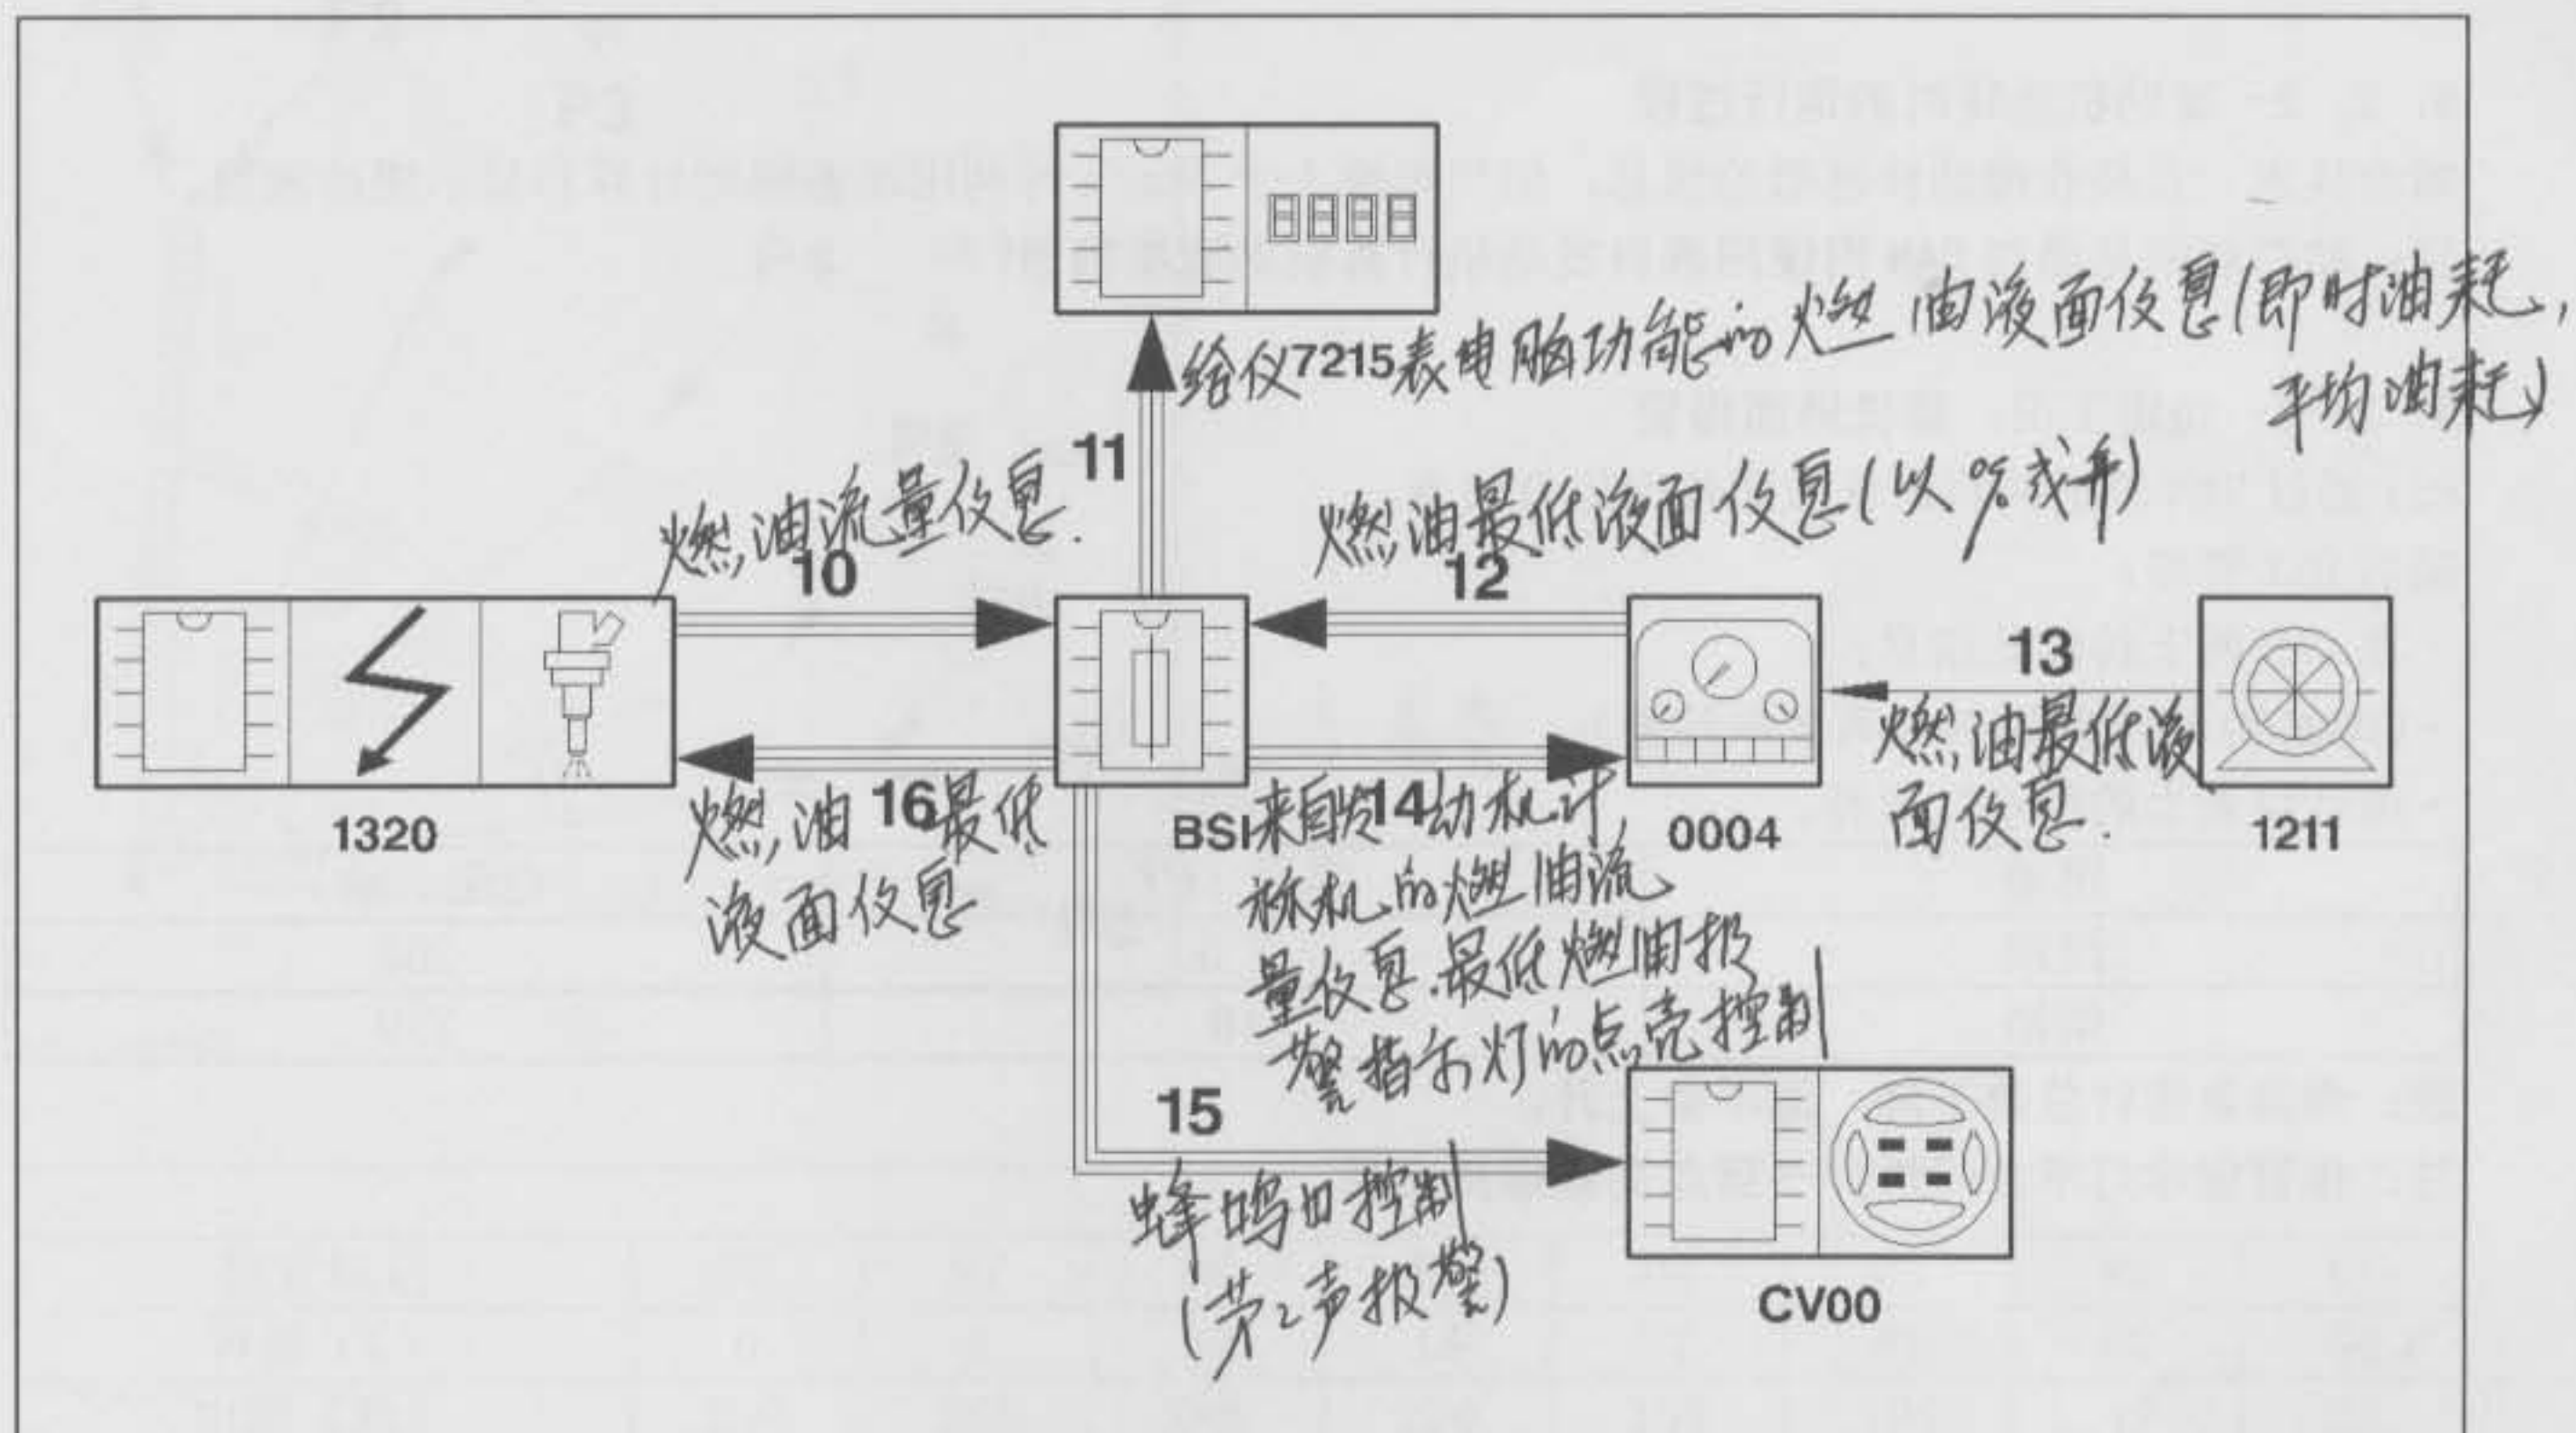 给仪7215表电脑功能的燃油液面信息(即时油耗,
平均油耗)
11
燃油流量信息.
10
燃油最低液面信息(以%或升)
12
13
燃油最低液
面信息.
1320
燃油16最低
液面信息
BSI来自发14动机计
标机的燃油流
量信息.最低燃油报
警指示灯的点亮控制
0004
1211
15
蜂鸣口控制
(第2声报警)
CV00